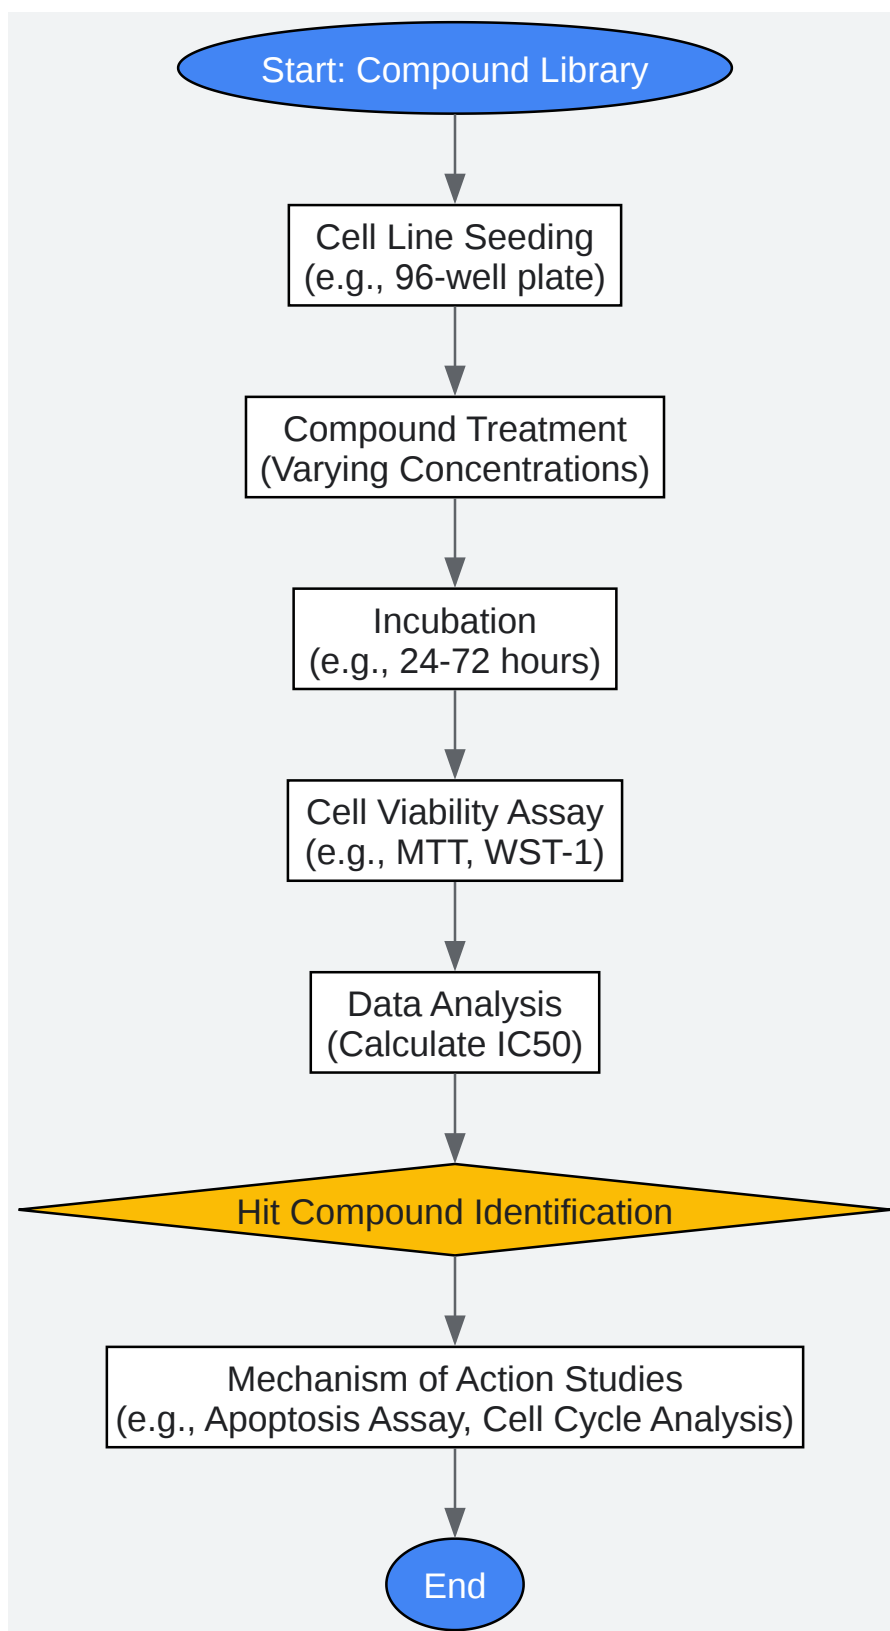 Start: Compound Library
Cell Line Seeding
(e.g., 96-well plate)
Compound Treatment
(Varying Concentrations)
Incubation
(e.g., 24-72 hours)
Cell Viability Assay
(e.g., MTT, WST-1)
Data Analysis
(Calculate IC50)
Hit Compound Identification
Mechanism of Action Studies
(e.g., Apoptosis Assay, Cell Cycle Analysis)
End